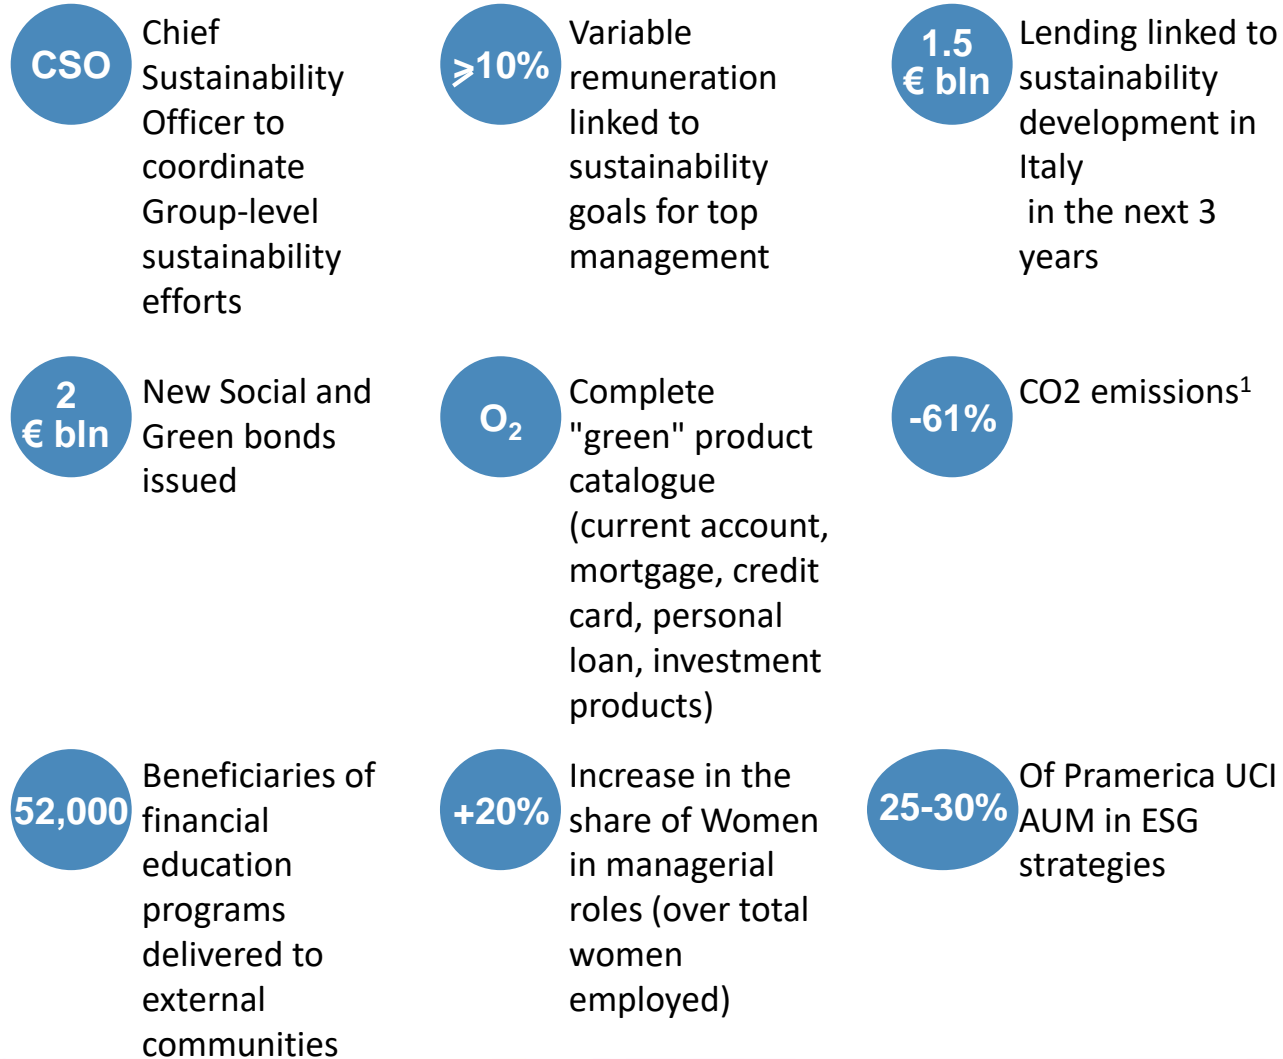 CSO
Chief
Sustainability
Officer to
coordinate
Group-level
sustainability
efforts
⩾10%
Variable
remuneration
linked to
sustainability
goals for top
management
1.5
€ bln
Lending linked to
sustainability
development in
Italy
in the next 3
years
2
€ bln
New Social and
Green bonds
issued
O₂
Complete
"green" product
catalogue
(current account,
mortgage, credit
card, personal
loan, investment
products)
-61%
CO2 emissions¹
52,000
Beneficiaries of
financial
education
programs
delivered to
external
communities
+20%
Increase in the
share of Women
in managerial
roles (over total
women
employed)
25-30%
Of Pramerica UCI
AUM in ESG
strategies